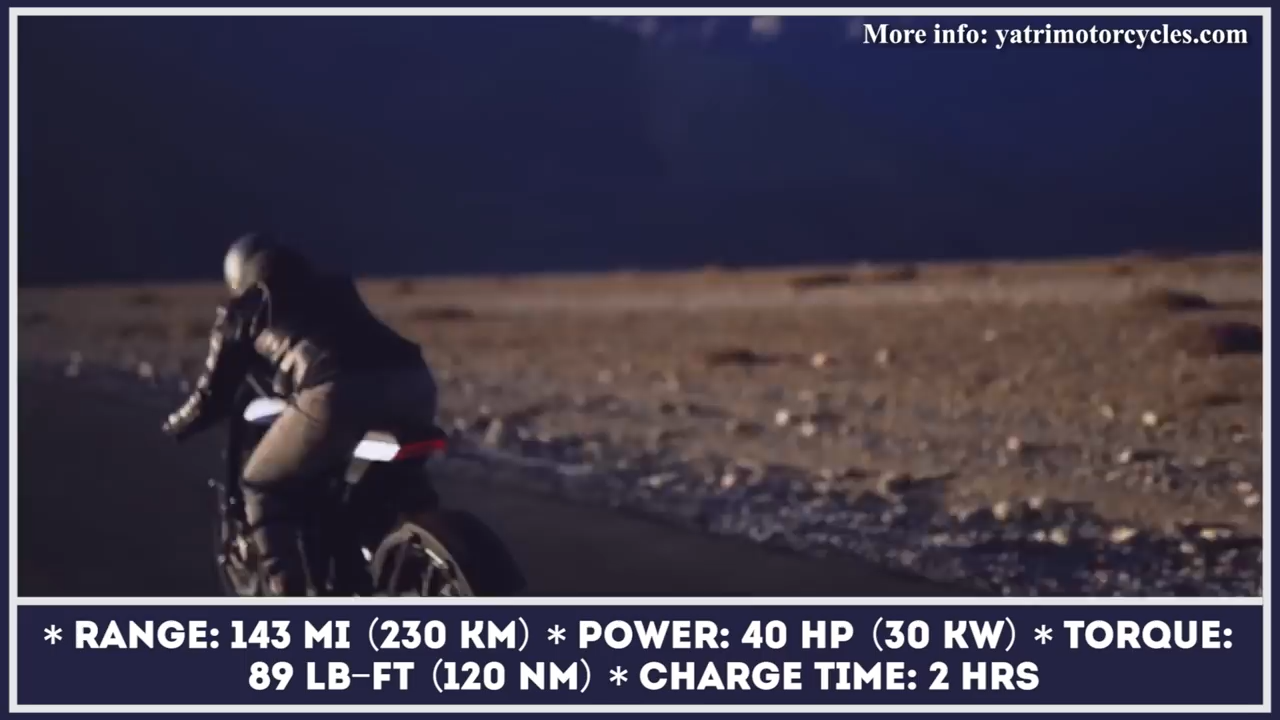 More info: yatrimotorcycles.com
* RANGE: 143 MI (230 KM) * POWER: 40 HP (30 KW) * TORQUE:
89 LB-FT (120 NM) * CHARGE TIME: 2 HRS